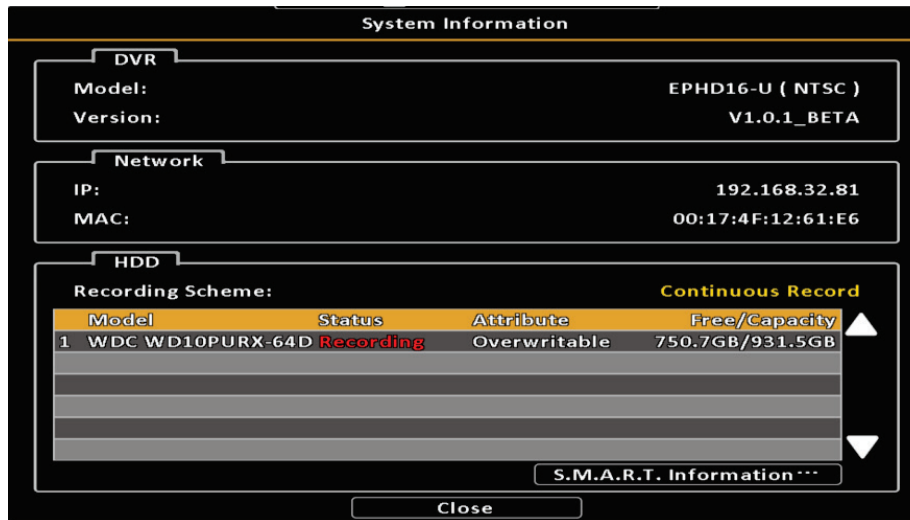 System Information
DVR
Model: EPHD16-U ( NTSC )
Version: V1.0.1_BETA
Network
IP: 192.168.32.81
MAC: 00:17:4F:12:61:E6
HDD
Recording Scheme: Continuous Record
Model Status Attribute Free/Capacity
1 WDC WD10PURX-64D Recording Overwritable 750.7GB/931.5GB
S.M.A.R.T. Information ···
Close